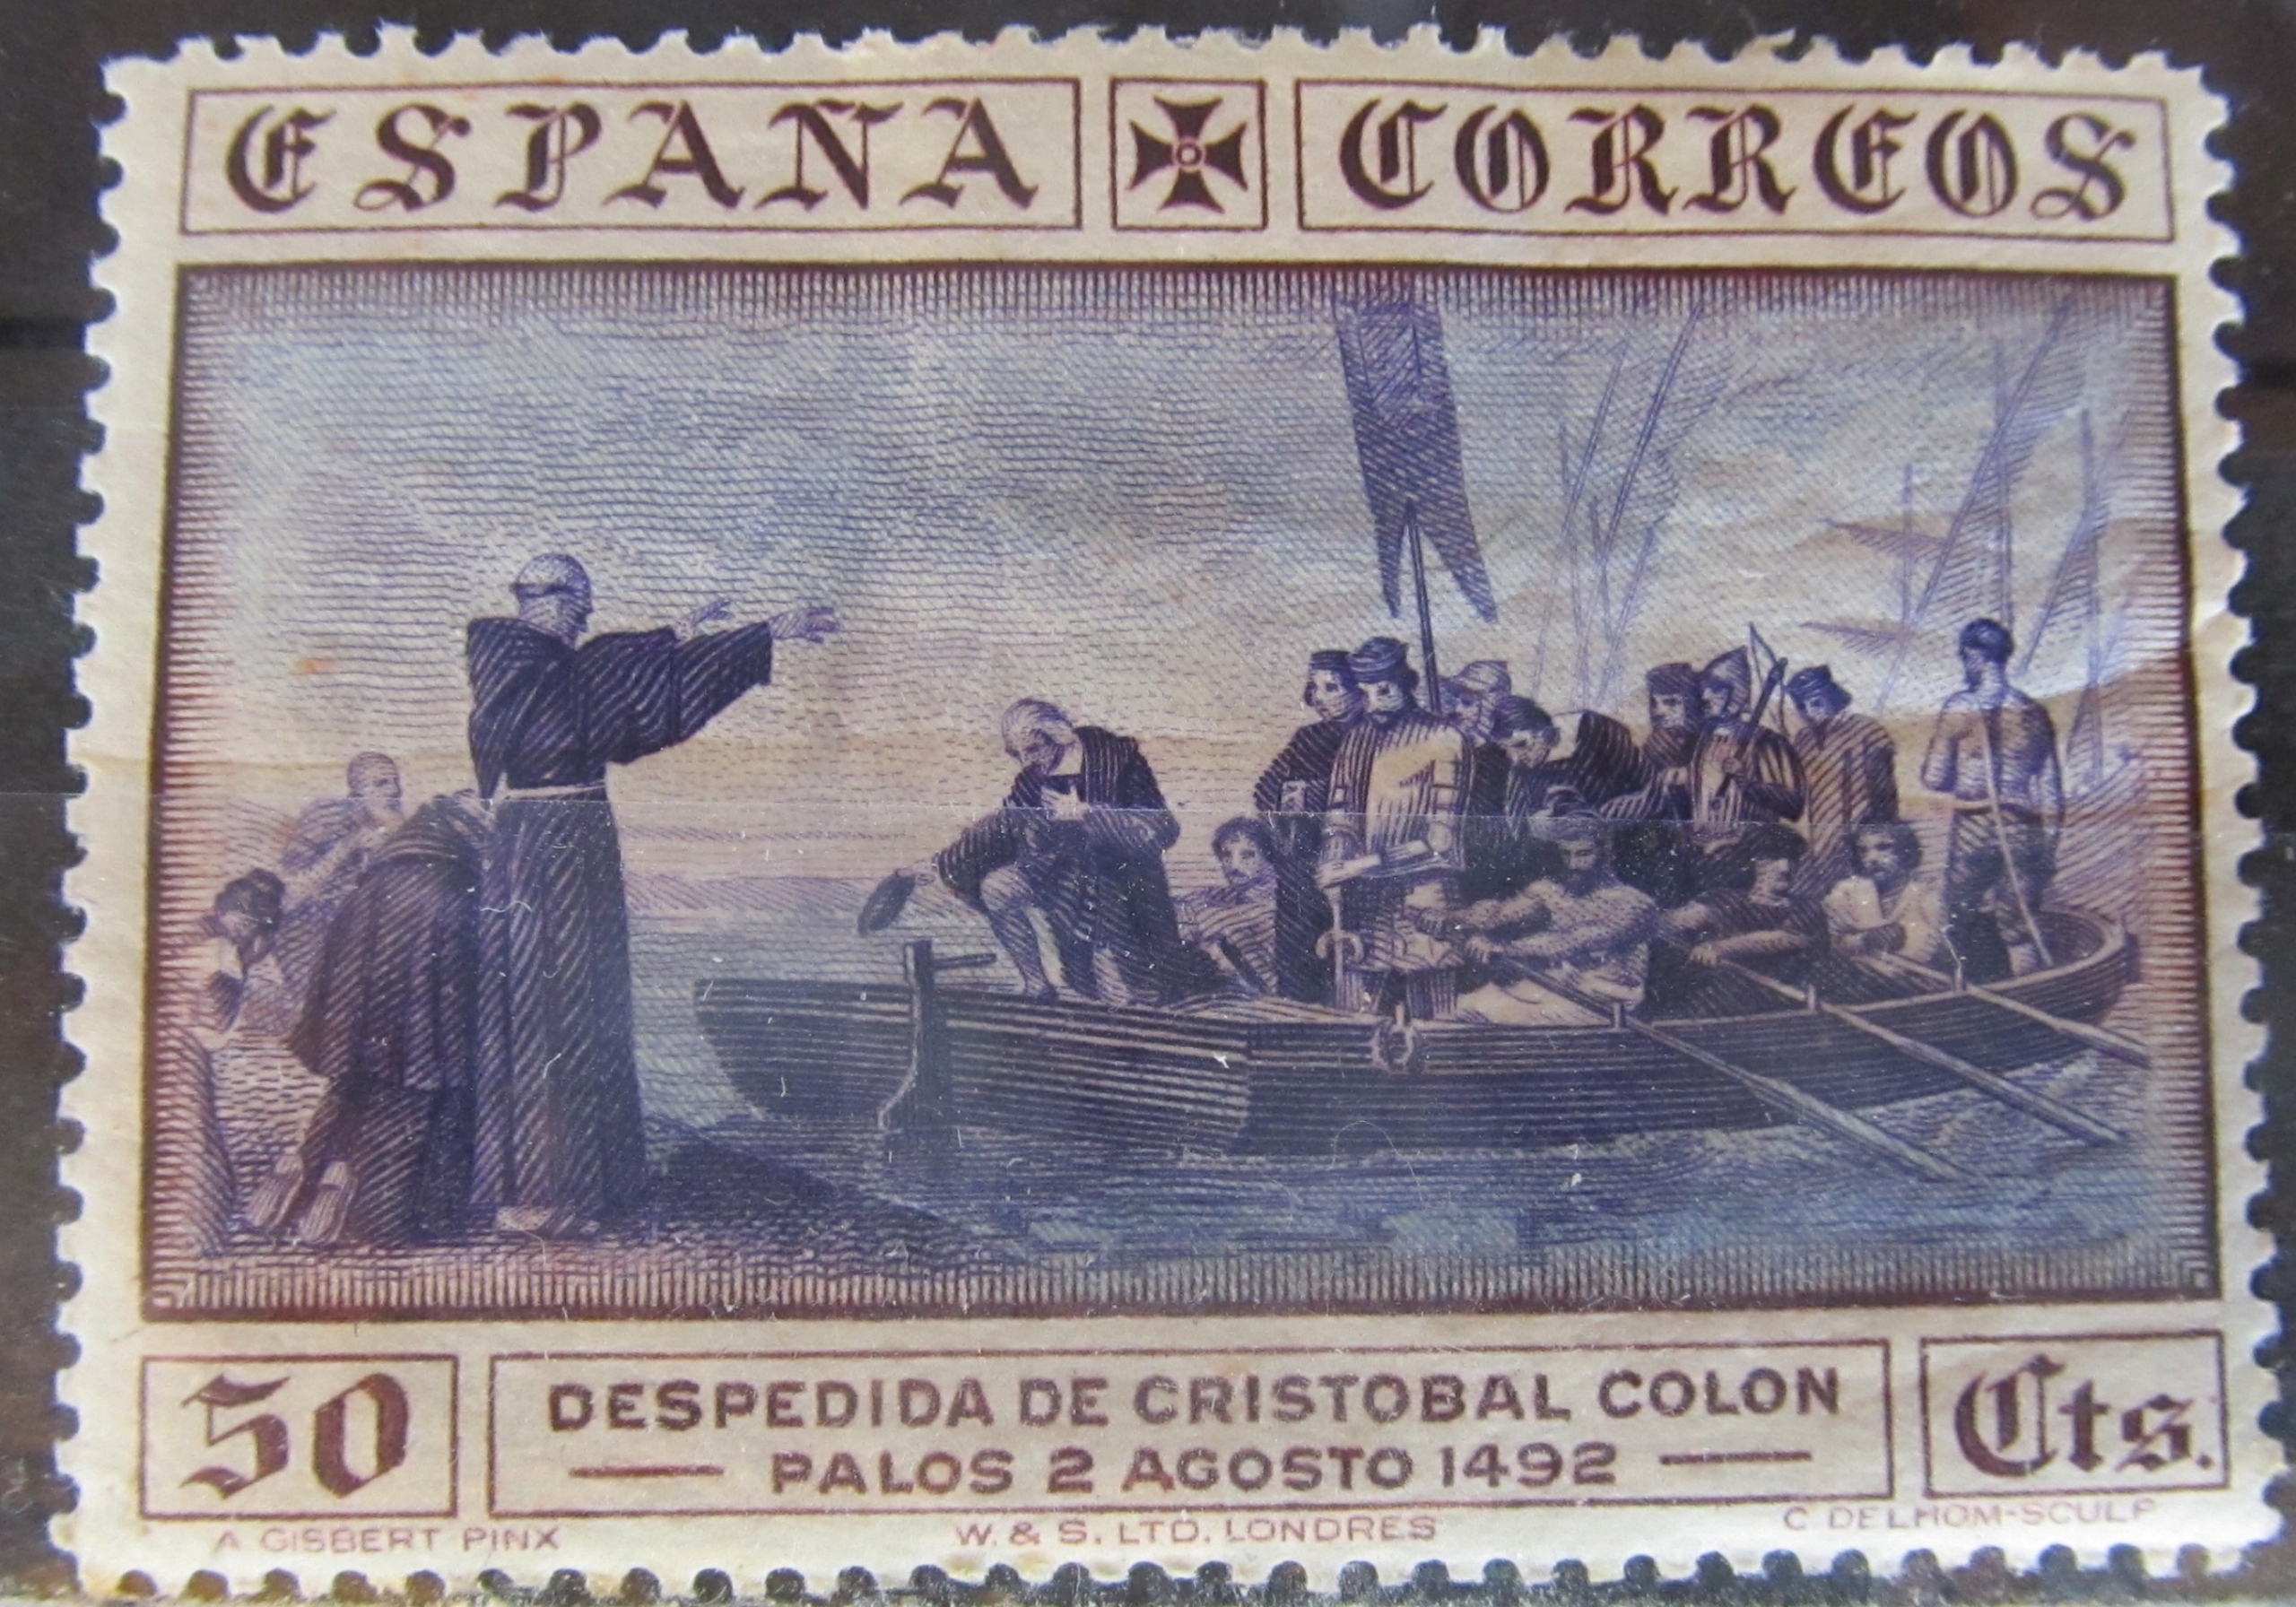 ESPAÑA CORREOS
50 DESPEDIDA DE CRISTOBAL COLON Cts.
PALOS 2 AGOSTO 1492
A GISBERT PINX W. & S. LTD. LONDRES C DELHOM-SCULP